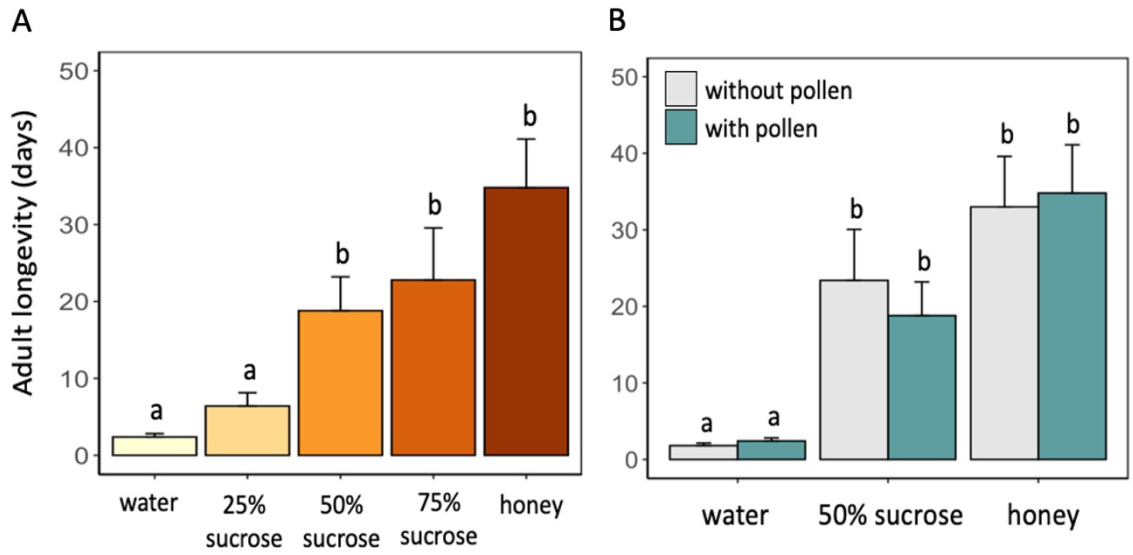 A
Adult longevity (days)
50
40
30
20
10
0
a
a
b
b
b
water
25%
sucrose
50%
sucrose
75%
sucrose
honey
B
50
40
30
20
10
0
without pollen
with pollen
a
a
b
b
b
b
water
50% sucrose
honey